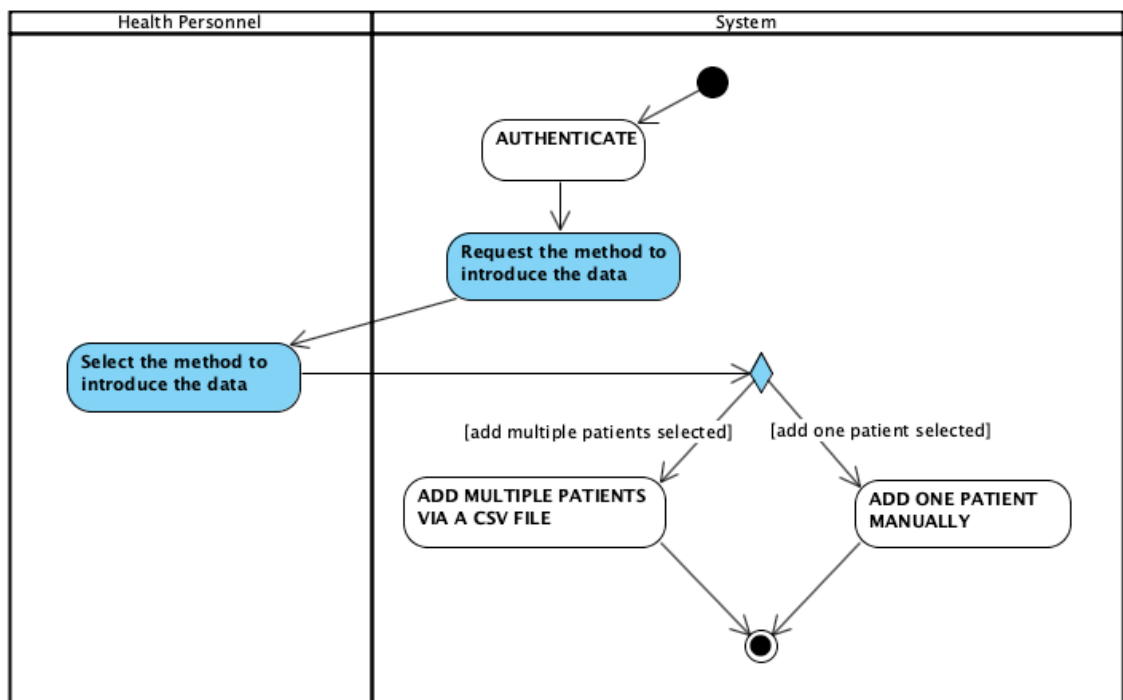 Health Personnel
System
AUTHENTICATE
Request the method to
introduce the data
Select the method to
introduce the data
[add multiple patients selected]
[add one patient selected]
ADD MULTIPLE PATIENTS
VIA A CSV FILE
ADD ONE PATIENT
MANUALLY